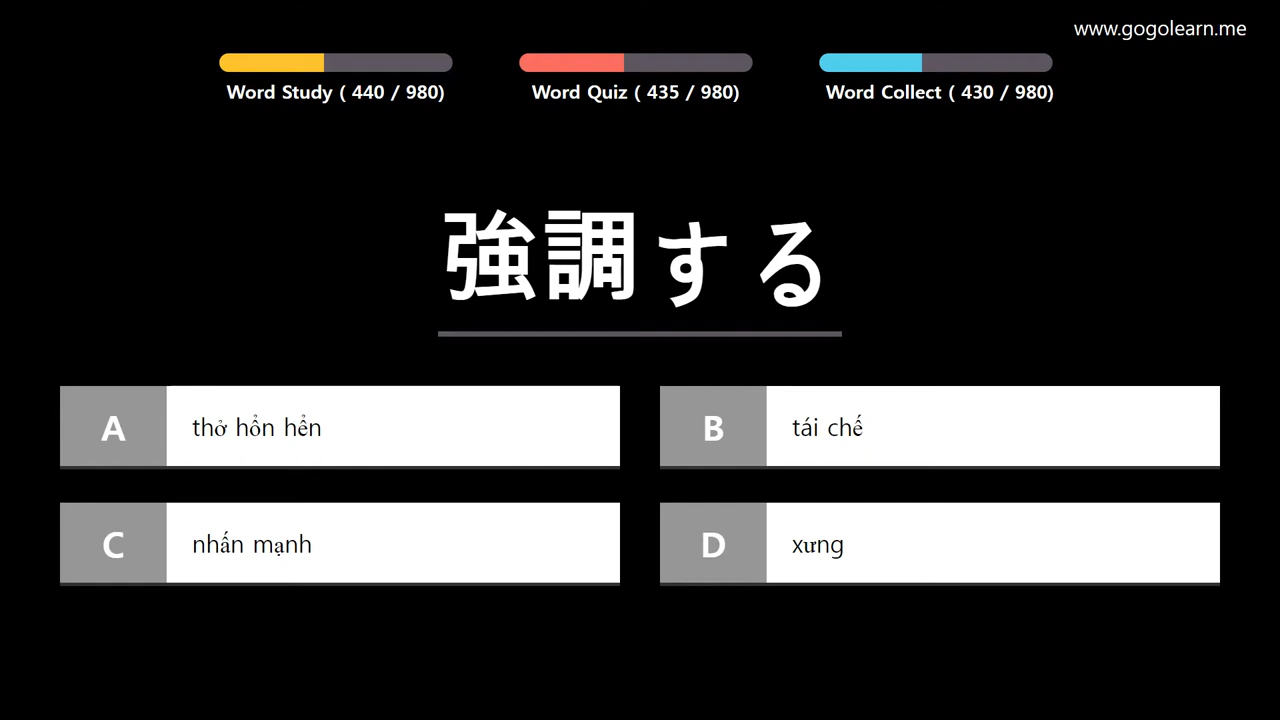 www.gogolearn.me
Word Study ( 440 / 980)
Word Quiz ( 435 / 980)
Word Collect ( 430 / 980)
強調する
A thở hổn hển
B tái chế
C nhấn mạnh
D xưng